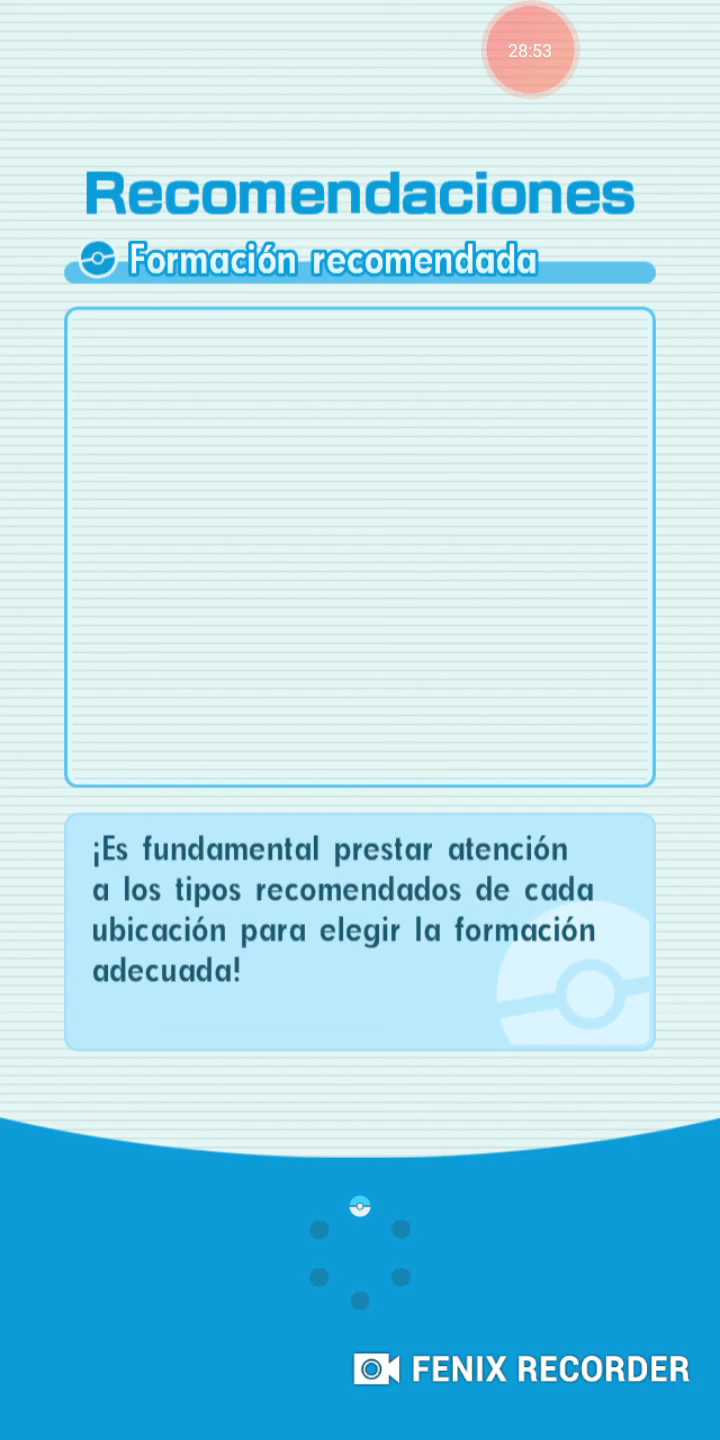 28:53
Recomendaciones
Formación recomendada
¡Es fundamental prestar atención
a los tipos recomendados de cada
ubicación para elegir la formación
adecuada!
FENIX RECORDER